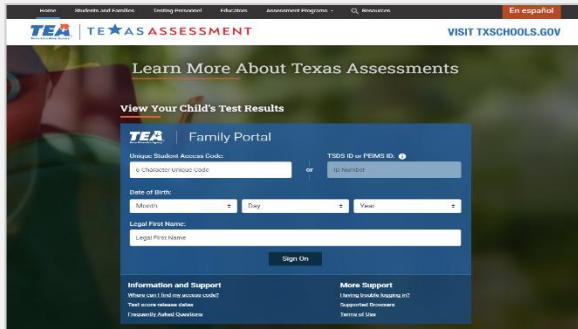 Home Students and Families Testing Personnel Educators Assessment Programs Resources En español
TEA TE★AS ASSESSMENT VISIT TXSCHOOLS.GOV
Learn More About Texas Assessments
View Your Child's Test Results
TEA Family Portal
Unique Student Access Code: TSDS ID or PEIMS ID:
6 Character Unique Code or ID Number
Date of Birth:
Month Day Year
Legal First Name:
Legal First Name
Sign On
Information and Support More Support
Where can I find my access code? Having trouble logging in?
Test score release dates Supported Browsers
Frequently Asked Questions Terms of Use